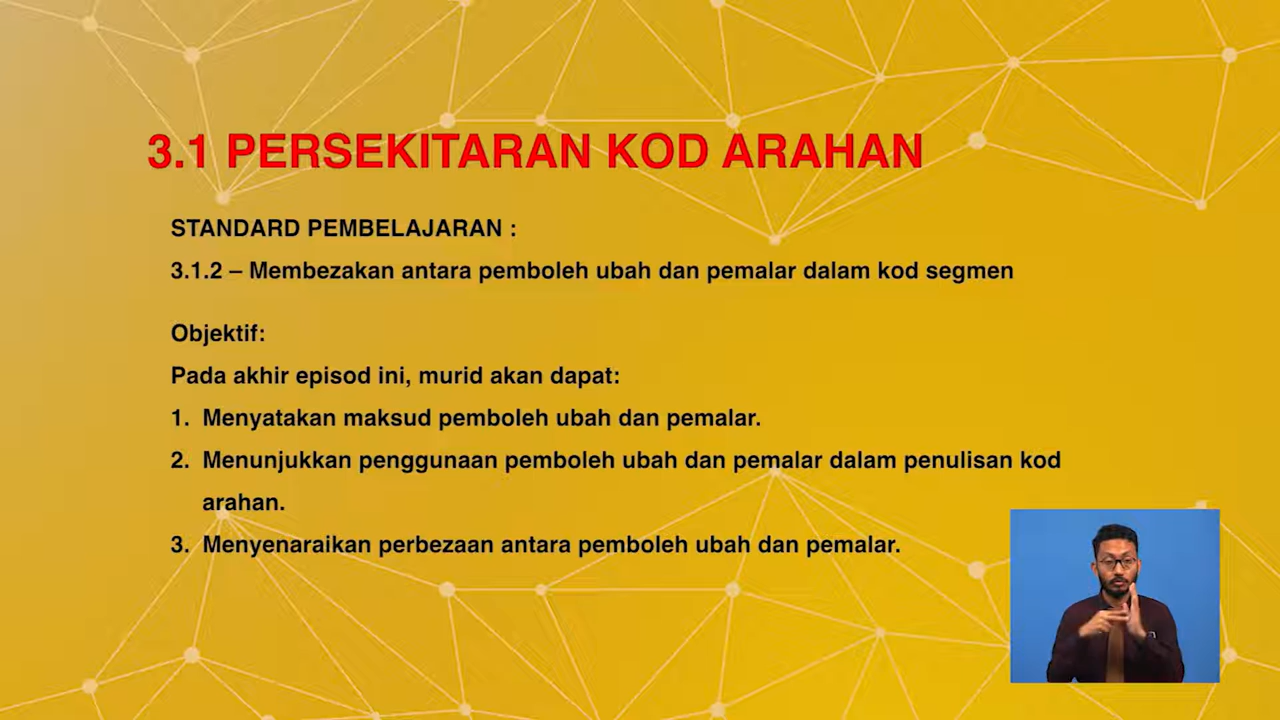 3.1 PERSEKITARAN KOD ARAHAN
STANDARD PEMBELAJARAN :
3.1.2 – Membezakan antara pemboleh ubah dan pemalar dalam kod segmen
Objektif:
Pada akhir episod ini, murid akan dapat:
1. Menyatakan maksud pemboleh ubah dan pemalar.
2. Menunjukkan penggunaan pemboleh ubah dan pemalar dalam penulisan kod
arahan.
3. Menyenaraikan perbezaan antara pemboleh ubah dan pemalar.